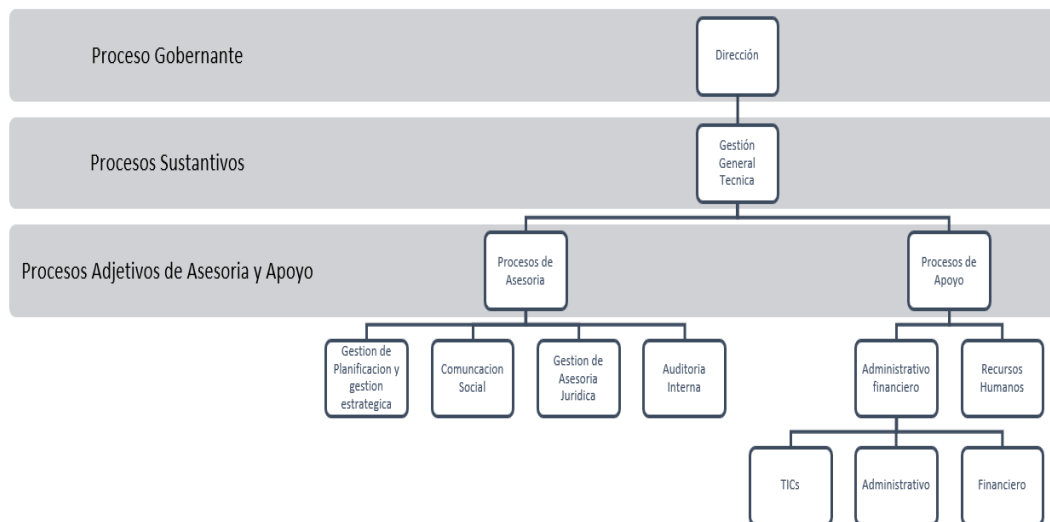 Proceso Gobernante
Dirección
Procesos Sustantivos
Gestión
General
Tecnica
Procesos Adjetivos de Asesoria y Apoyo
Procesos de
Asesoria
Procesos de
Apoyo
Gestion de
Planificacion y
gestion
estrategica
Comuncacion
Social
Gestion de
Asesoria
Juridica
Auditoria
Interna
Administrativo
financiero
Recursos
Humanos
TICs
Administrativo
Financiero